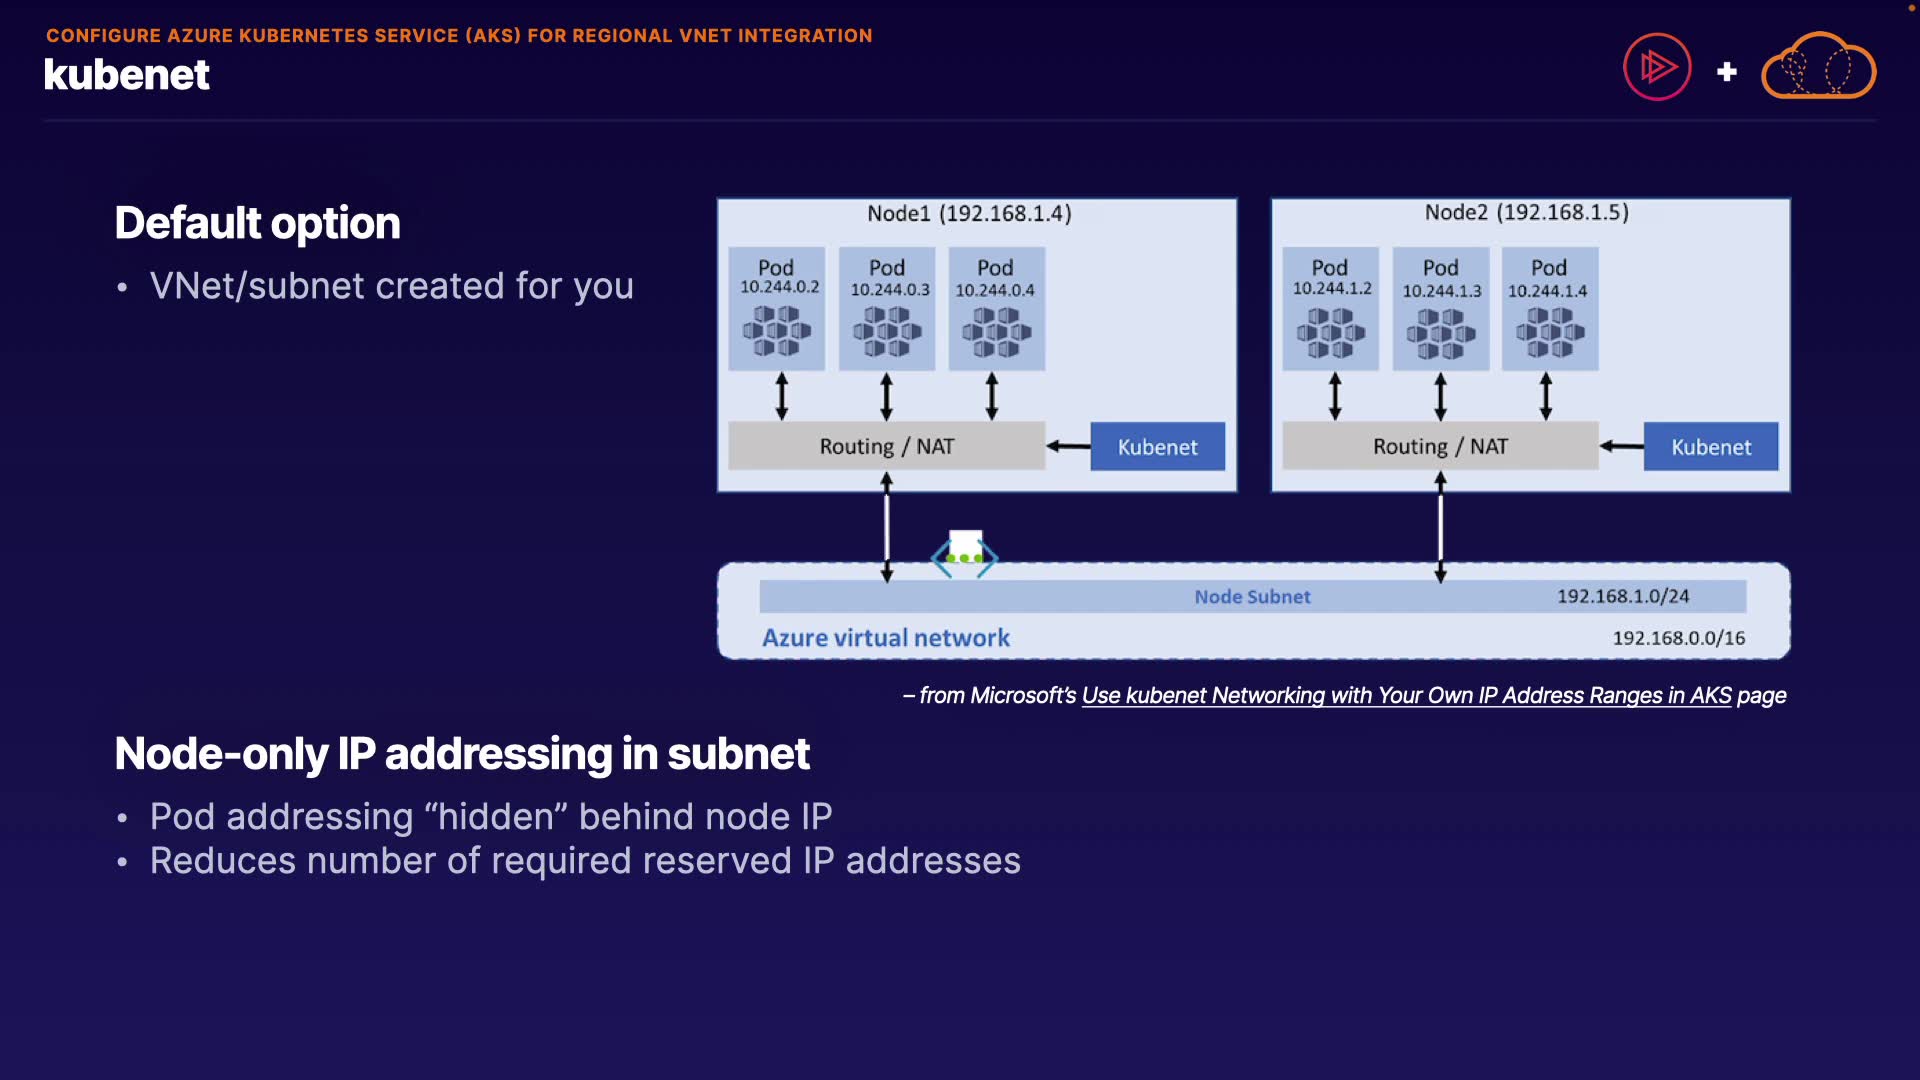 CONFIGURE AZURE KUBERNETES SERVICE (AKS) FOR REGIONAL VNET INTEGRATION
kubenet
Default option
• VNet/subnet created for you
Node1 (192.168.1.4)
Pod
10.244.0.2
Pod
10.244.0.3
Pod
10.244.0.4
Routing / NAT
Kubenet
Node2 (192.168.1.5)
Pod
10.244.1.2
Pod
10.244.1.3
Pod
10.244.1.4
Routing / NAT
Kubenet
Node Subnet
192.168.1.0/24
Azure virtual network
192.168.0.0/16
– from Microsoft’s Use kubenet Networking with Your Own IP Address Ranges in AKS page
Node-only IP addressing in subnet
• Pod addressing “hidden” behind node IP
• Reduces number of required reserved IP addresses